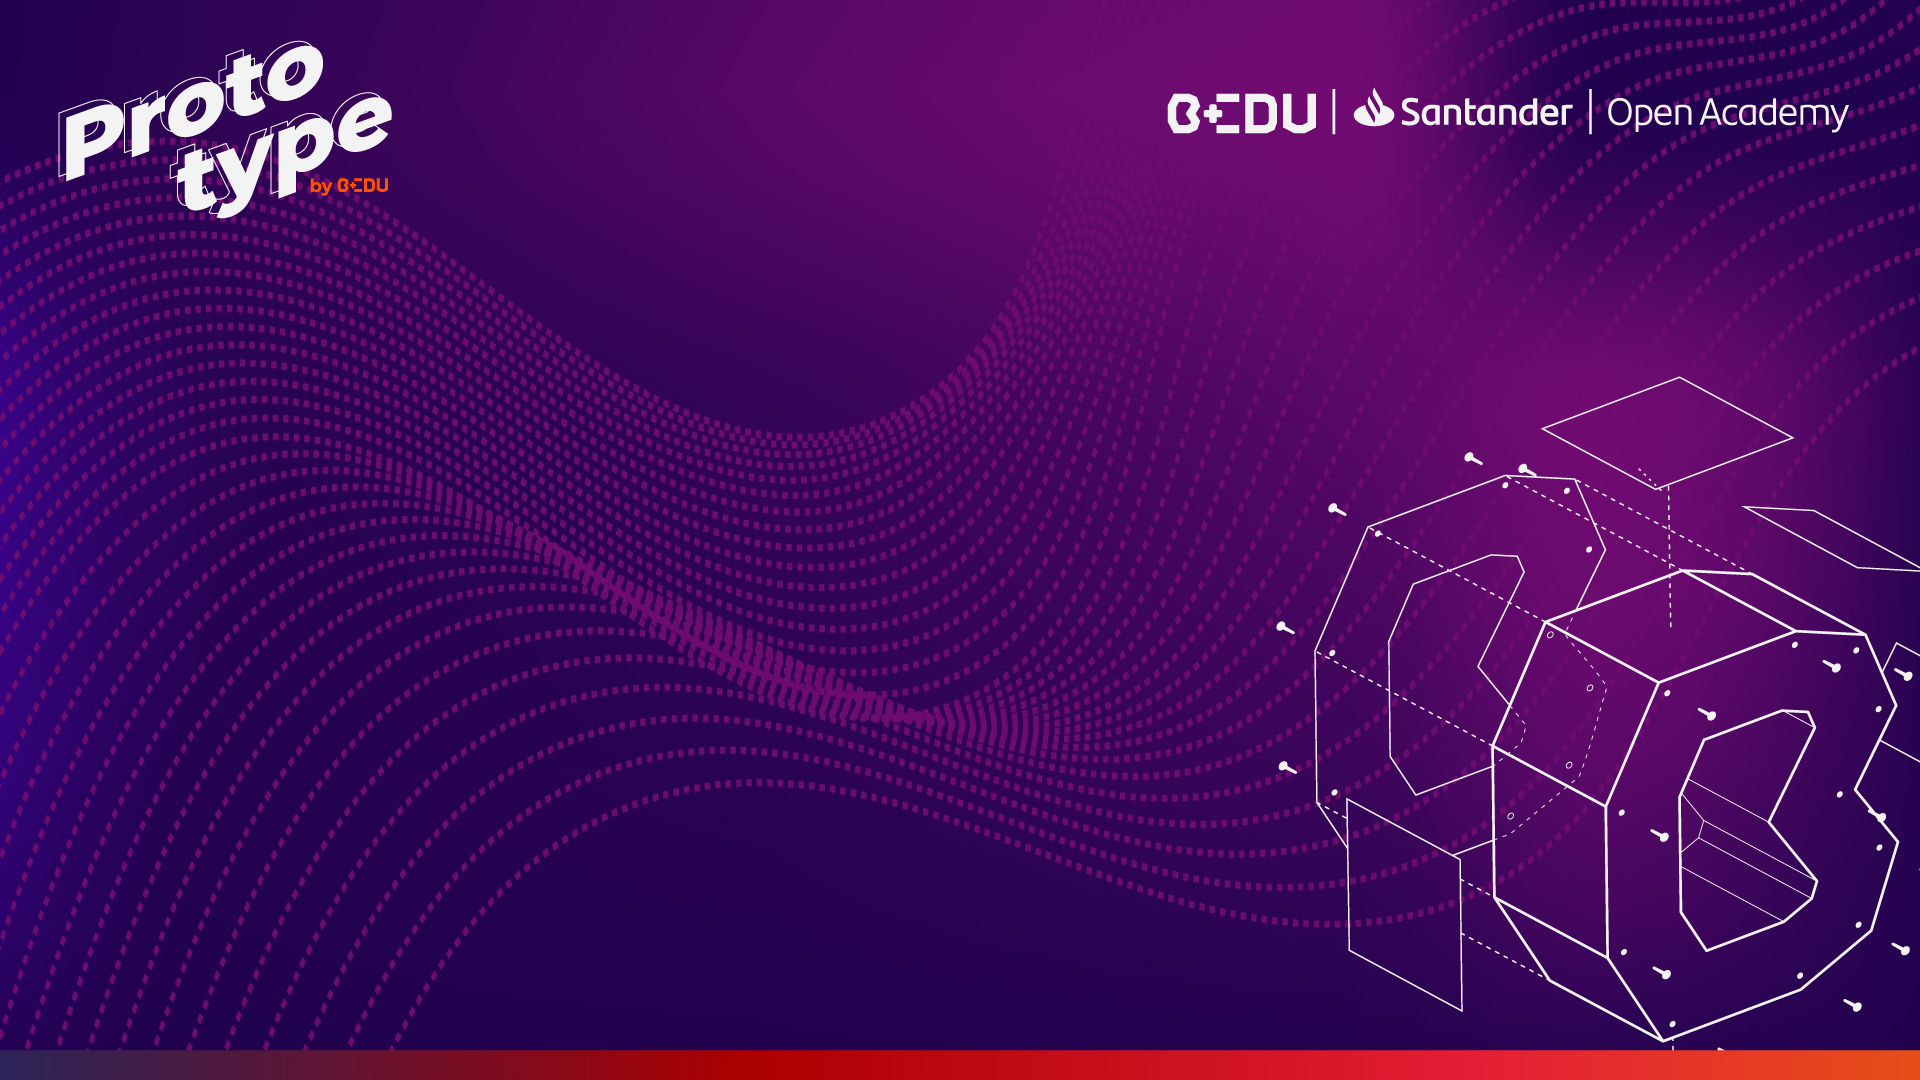 Proto
type
by BEDU
BEDU | Santander | Open Academy